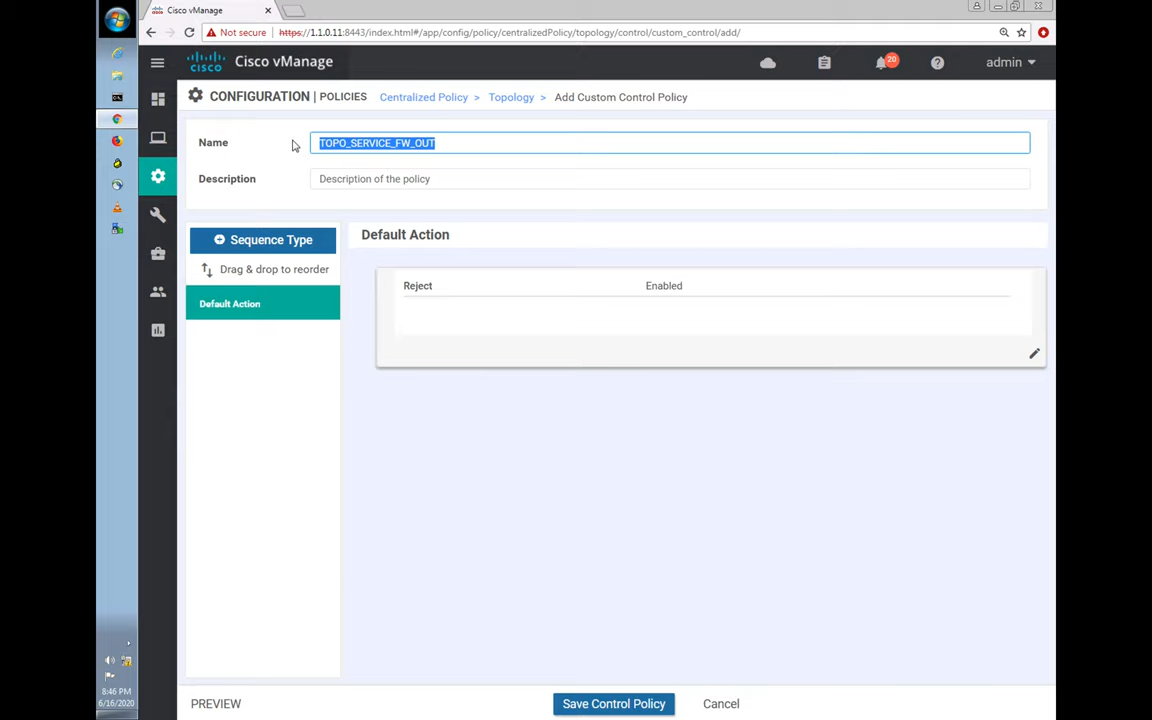 Cisco vManage
Not secure
https://1.1.0.11:8443/index.html#/app/config/policy/centralizedPolicy/topology/control/custom_control/add/
cisco
Cisco vManage
20
admin
CONFIGURATION | POLICIES
Centralized Policy >
Topology >
Add Custom Control Policy
Name
TOPO_SERVICE_FW_OUT
Description
Description of the policy
Sequence Type
Drag & drop to reorder
Default Action
Default Action
Reject
Enabled
PREVIEW
Save Control Policy
Cancel
8:46 PM
6/16/2020